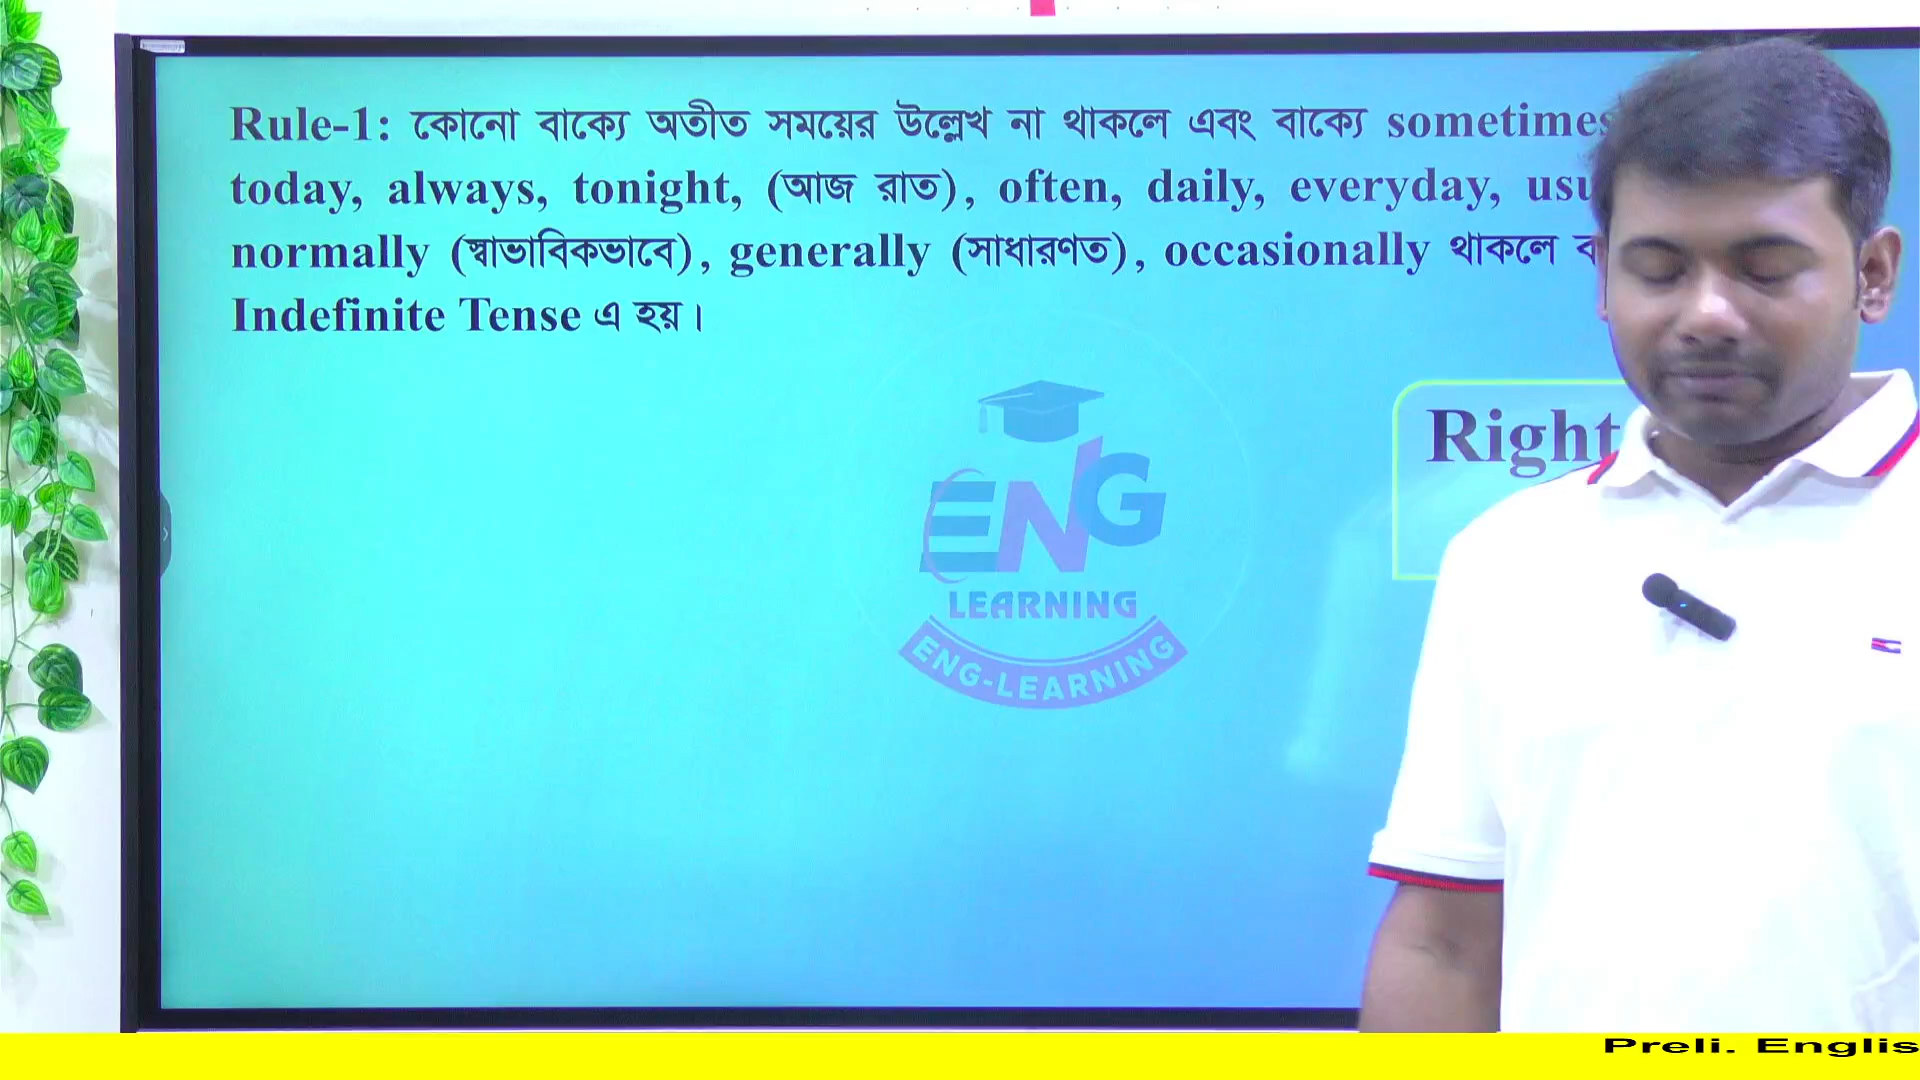 Rule-1: কোনো বাক্যে অতীত সময়ের উল্লেখ না থাকলে এবং বাক্যে sometimes
today, always, tonight, (আজ রাত), often, daily, everyday,
normally (স্বাভাবিকভাবে), generally (সাধারণত), occasionally থাকলে
Indefinite Tense এ হয়।
Right
ENG
LEARNING
ENG-LEARNING
Preli. Englis